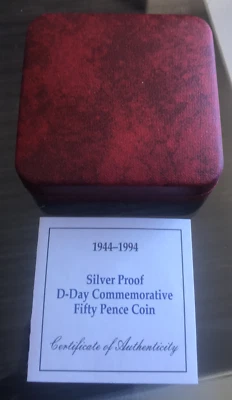 1944–1994
Silver Proof
D-Day Commemorative
Fifty Pence Coin
Certificate of Authenticity